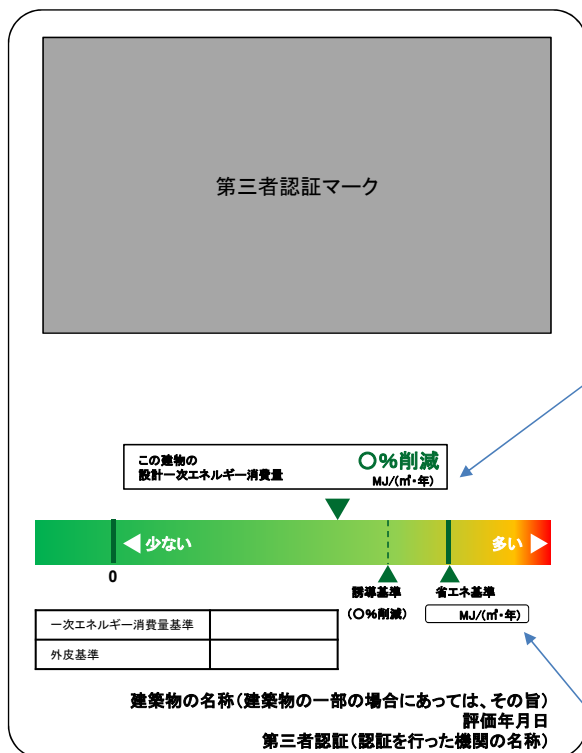 第三者認証マーク
この建物の
設計一次エネルギー消費量
〇%削減
MJ/(㎡・年)
少ない
多い
0
誘導基準
(〇%削減)
省エネ基準
MJ/(㎡・年)
一次エネルギー消費量基準
外皮基準
建築物の名称(建築物の一部の場合にあっては、その旨)
評価年月日
第三者認証(認証を行った機関の名称)